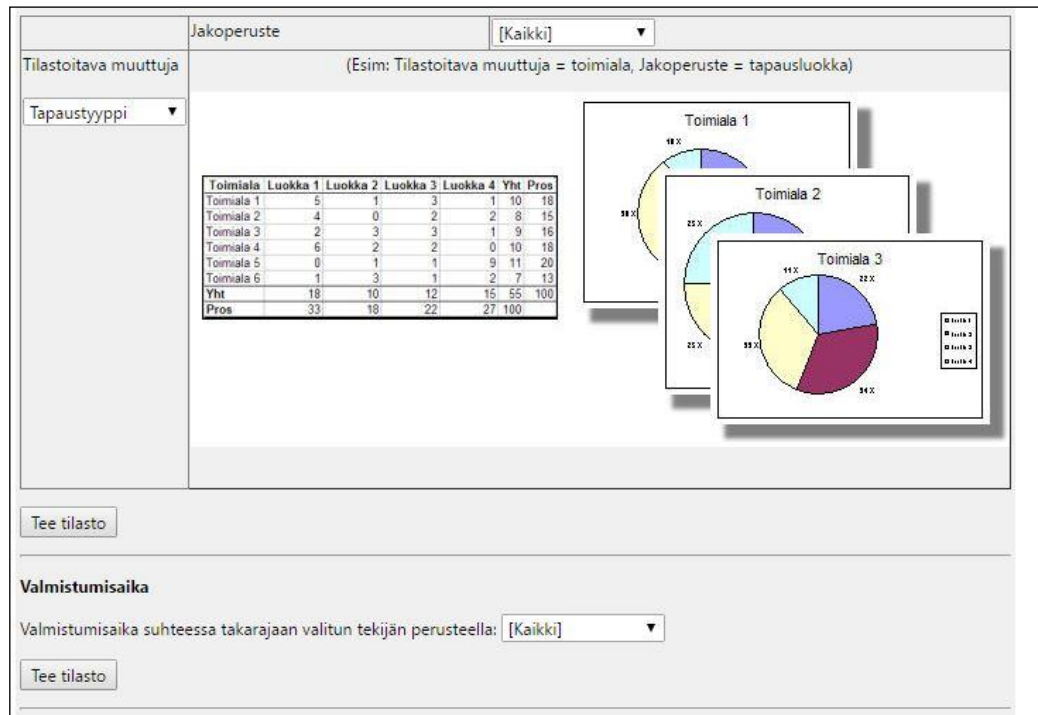 Jakoperuste [Kaikki]
Tilastoitava muuttuja
(Esim: Tilastoitava muuttuja = toimiala, Jakoperuste = tapausluokka)
Tapaustyyppi
Toimiala Luokka 1 Luokka 2 Luokka 3 Luokka 4 Yht Pros
Toimiala 1 5 1 3 1 10 18
Toimiala 2 4 0 2 2 8 15
Toimiala 3 2 3 3 1 9 16
Toimiala 4 6 2 2 0 10 18
Toimiala 5 0 1 1 9 11 20
Toimiala 6 1 3 1 2 7 13
Yht 18 10 12 15 55 100
Pros 33 18 22 27 100
Toimiala 1
Toimiala 2
25 X
25 X
Toimiala 3
11 X
22 X
Tee tilasto
Valmistumisaika
Valmistumisaika suhteessa takarajaan valitun tekijän perusteella: [Kaikki]
Tee tilasto